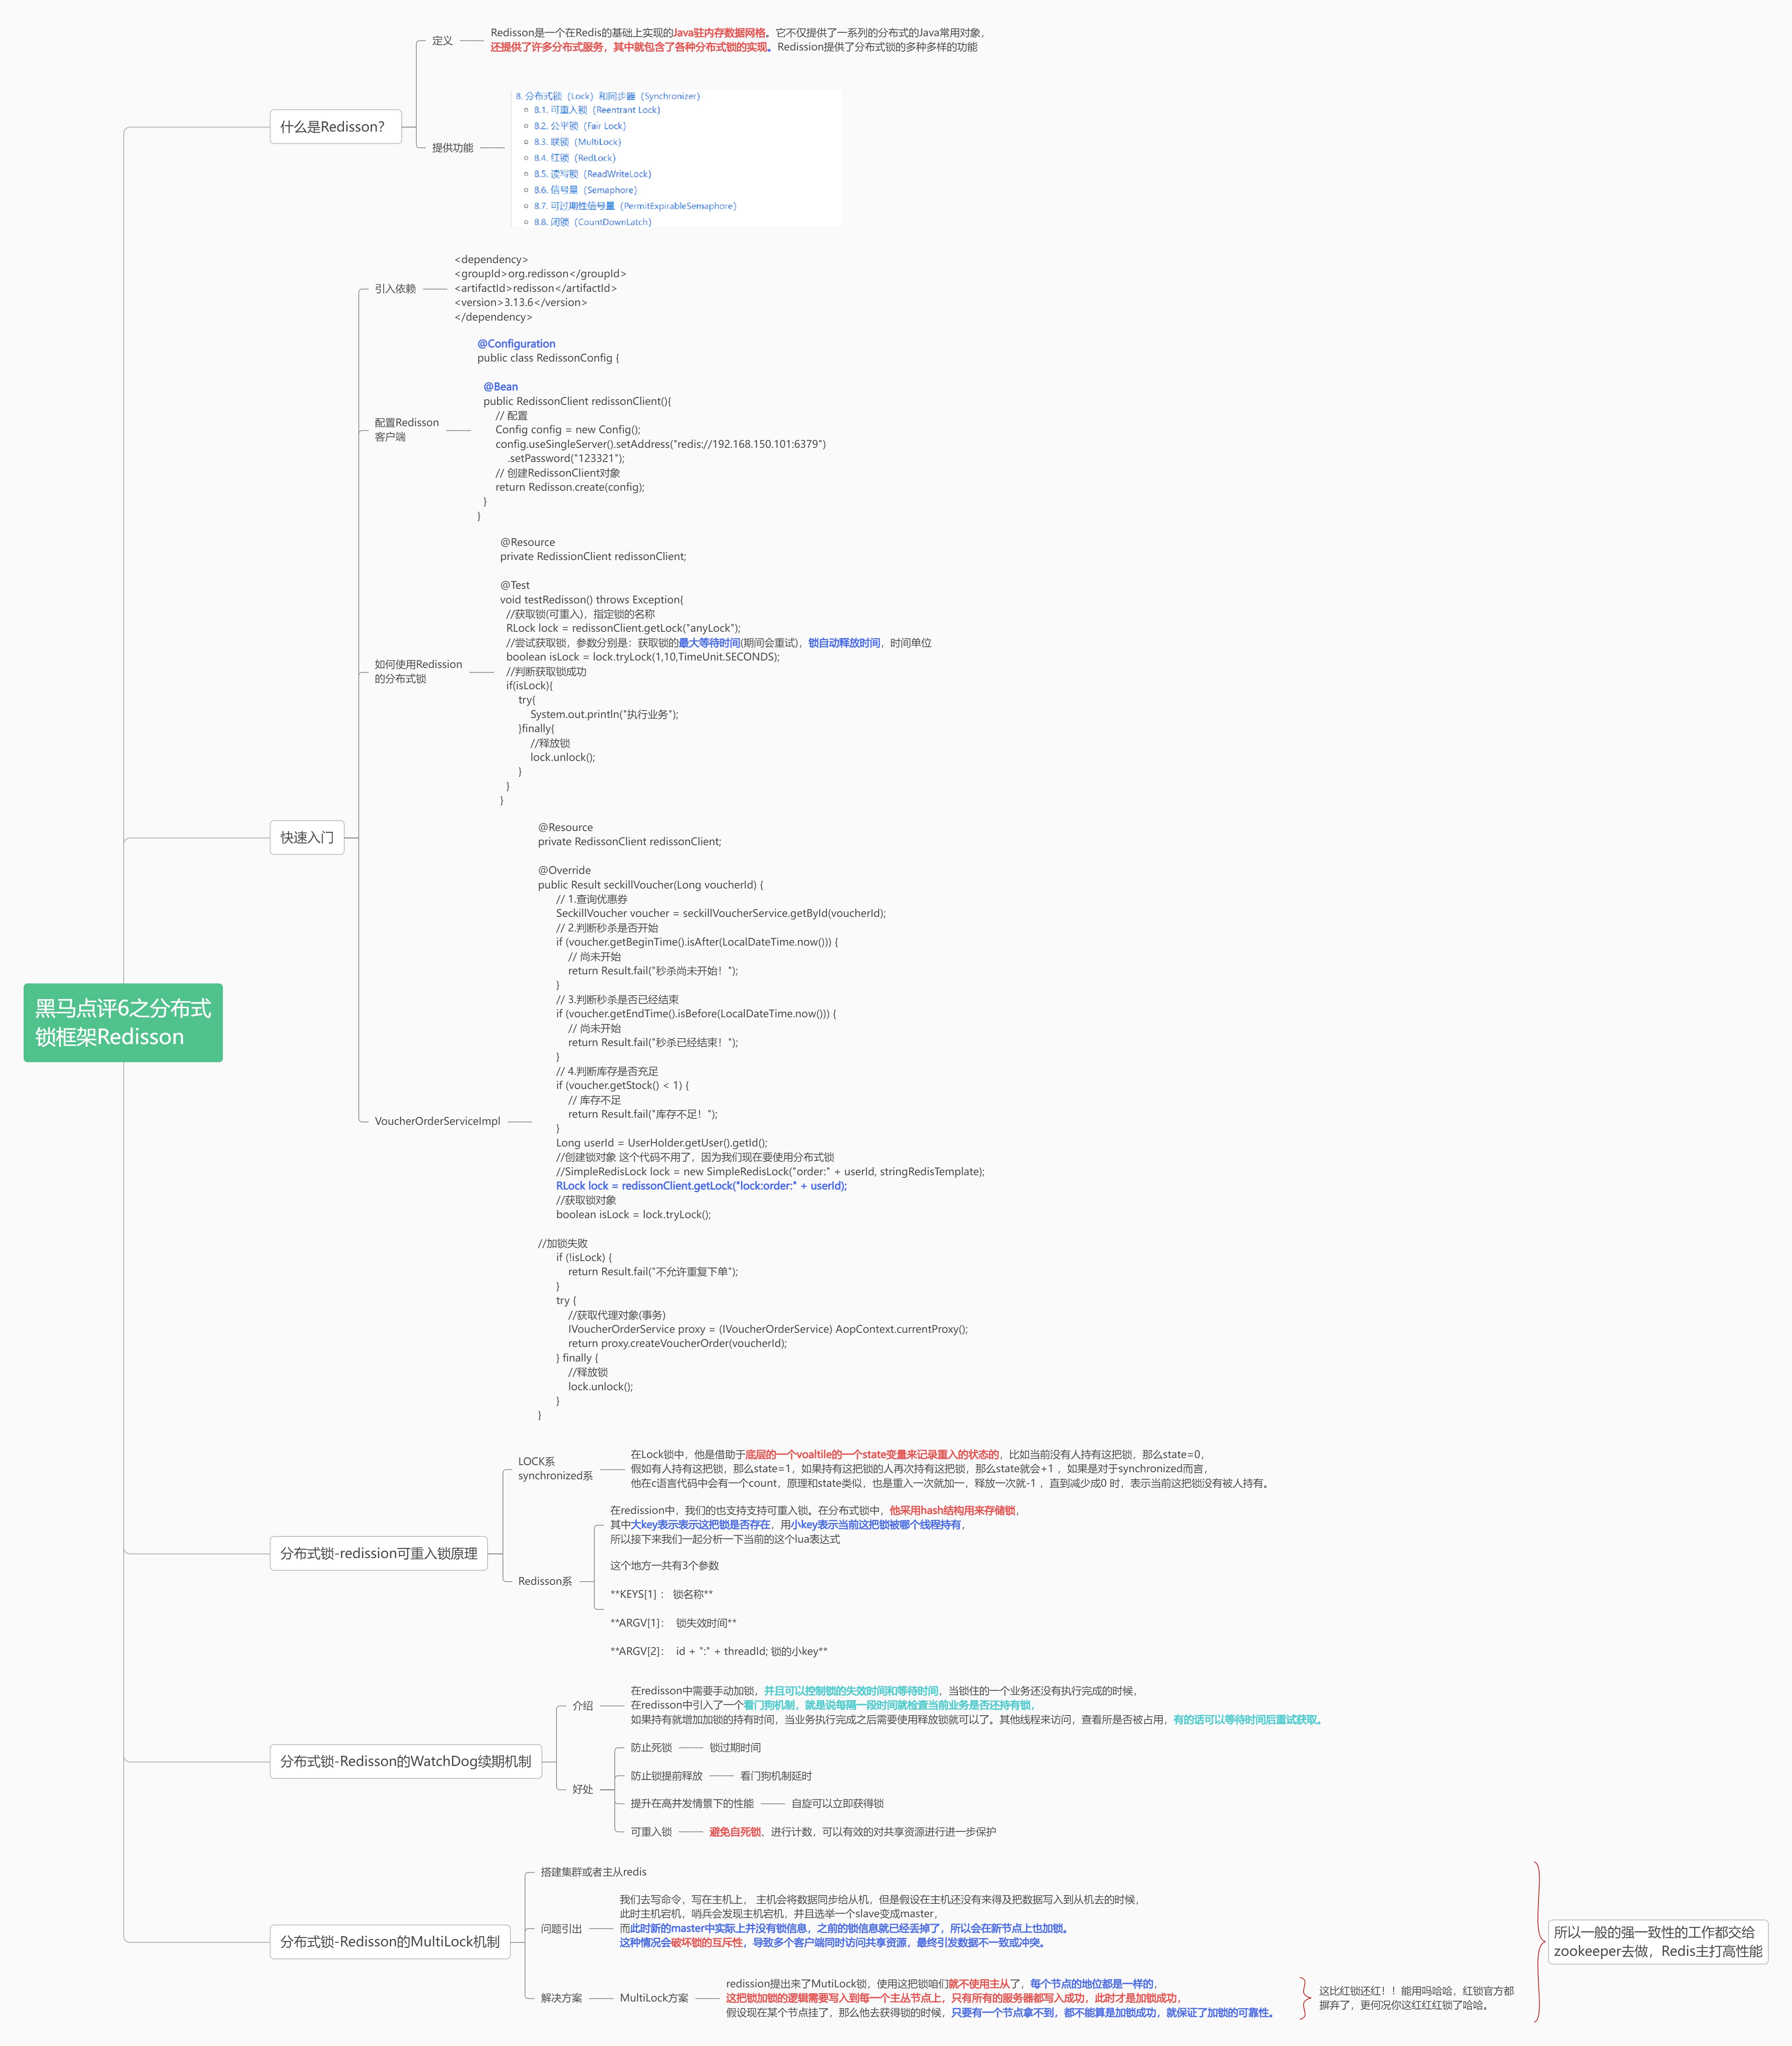 黑马点评6之分布式
锁框架Redisson
什么是Redisson？
定义
Redisson是一个在Redis的基础上实现的Java驻内存数据网格。它不仅提供了一系列的分布式的Java常用对象，
还提供了许多分布式服务，其中就包含了各种分布式锁的实现。Redission提供了分布式锁的多种多样的功能
提供功能
8. 分布式锁（Lock）和同步器（Synchronizer）
8.1. 可重入锁（Reentrant Lock）
8.2. 公平锁（Fair Lock）
8.3. 联锁（MultiLock）
8.4. 红锁（RedLock）
8.5. 读写锁（ReadWriteLock）
8.6. 信号量（Semaphore）
8.7. 可过期性信号量（PermitExpirableSemaphore）
8.8. 闭锁（CountDownLatch）
快速入门
引入依赖
<dependency>
<groupId>org.redisson</groupId>
<artifactId>redisson</artifactId>
<version>3.13.6</version>
</dependency>
配置Redisson
客户端
@Configuration
public class RedissonConfig {
@Bean
public RedissonClient redissonClient(){
// 配置
Config config = new Config();
config.useSingleServer().setAddress("redis://192.168.150.101:6379")
.setPassword("123321");
// 创建RedissonClient对象
return Redisson.create(config);
}
}
如何使用Redission
的分布式锁
@Resource
private RedissionClient redissonClient;
@Test
void testRedisson() throws Exception{
//获取锁(可重入)，指定锁的名称
RLock lock = redissonClient.getLock("anyLock");
//尝试获取锁，参数分别是：获取锁的最大等待时间(期间会重试)，锁自动释放时间，时间单位
boolean isLock = lock.tryLock(1,10,TimeUnit.SECONDS);
//判断获取锁成功
if(isLock){
try{
System.out.println("执行业务");
}finally{
//释放锁
lock.unlock();
}
}
}
VoucherOrderServiceImpl
@Resource
private RedissonClient redissonClient;
@Override
public Result seckillVoucher(Long voucherId) {
// 1.查询优惠券
SeckillVoucher voucher = seckillVoucherService.getById(voucherId);
// 2.判断秒杀是否开始
if (voucher.getBeginTime().isAfter(LocalDateTime.now())) {
// 尚未开始
return Result.fail("秒杀尚未开始！");
}
// 3.判断秒杀是否已经结束
if (voucher.getEndTime().isBefore(LocalDateTime.now())) {
// 尚未开始
return Result.fail("秒杀已经结束！");
}
// 4.判断库存是否充足
if (voucher.getStock() < 1) {
// 库存不足
return Result.fail("库存不足！");
}
Long userId = UserHolder.getUser().getId();
//创建锁对象 这个代码不用了，因为我们现在要使用分布式锁
//SimpleRedisLock lock = new SimpleRedisLock("order:" + userId, stringRedisTemplate);
RLock lock = redissonClient.getLock("lock:order:" + userId);
//获取锁对象
boolean isLock = lock.tryLock();
//加锁失败
if (!isLock) {
return Result.fail("不允许重复下单");
}
try {
//获取代理对象(事务)
IVoucherOrderService proxy = (IVoucherOrderService) AopContext.currentProxy();
return proxy.createVoucherOrder(voucherId);
} finally {
//释放锁
lock.unlock();
}
}
分布式锁-redission可重入锁原理
LOCK系
synchronized系
在Lock锁中，他是借助于底层的一个voaltile的一个state变量来记录重入的状态的，比如当前没有人持有这把锁，那么state=0，
假如有人持有这把锁，那么state=1，如果持有这把锁的人再次持有这把锁，那么state就会+1 ，如果是对于synchronized而言，
他在c语言代码中会有一个count，原理和state类似，也是重入一次就加一，释放一次就-1 ，直到减少成0 时，表示当前这把锁没有被人持有。
Redisson系
在redission中，我们的也支持支持可重入锁。在分布式锁中，他采用hash结构用来存储锁，
其中大key表示表示这把锁是否存在，用小key表示当前这把锁被哪个线程持有，
所以接下来我们一起分析一下当前的这个lua表达式
这个地方一共有3个参数
**KEYS[1] ： 锁名称**
**ARGV[1]：  锁失效时间**
**ARGV[2]：  id + ":" + threadId; 锁的小key**
分布式锁-Redisson的WatchDog续期机制
介绍
在redisson中需要手动加锁，并且可以控制锁的失效时间和等待时间，当锁住的一个业务还没有执行完成的时候，
在redisson中引入了一个看门狗机制，就是说每隔一段时间就检查当前业务是否还持有锁，
如果持有就增加加锁的持有时间，当业务执行完成之后需要使用释放锁就可以了。其他线程来访问，查看所是否被占用，有的话可以等待时间后重试获取。
好处
防止死锁
锁过期时间
防止锁提前释放
看门狗机制延时
提升在高并发情景下的性能
自旋可以立即获得锁
可重入锁
避免自死锁、进行计数，可以有效的对共享资源进行进一步保护
分布式锁-Redisson的MultiLock机制
搭建集群或者主从redis
问题引出
我们去写命令，写在主机上， 主机会将数据同步给从机，但是假设在主机还没有来得及把数据写入到从机去的时候，
此时主机宕机，哨兵会发现主机宕机，并且选举一个slave变成master，
而此时新的master中实际上并没有锁信息，之前的锁信息就已经丢掉了，所以会在新节点上也加锁。
这种情况会破坏锁的互斥性，导致多个客户端同时访问共享资源，最终引发数据不一致或冲突。
解决方案
MultiLock方案
redission提出来了MutiLock锁，使用这把锁咱们就不使用主从了，每个节点的地位都是一样的，
这把锁加锁的逻辑需要写入到每一个主丛节点上，只有所有的服务器都写入成功，此时才是加锁成功，
假设现在某个节点挂了，那么他去获得锁的时候，只要有一个节点拿不到，都不能算是加锁成功，就保证了加锁的可靠性。
这比红锁还红！！能用吗哈哈，红锁官方都
摒弃了，更何况你这红红红锁了哈哈。
所以一般的强一致性的工作都交给
zookeeper去做，Redis主打高性能